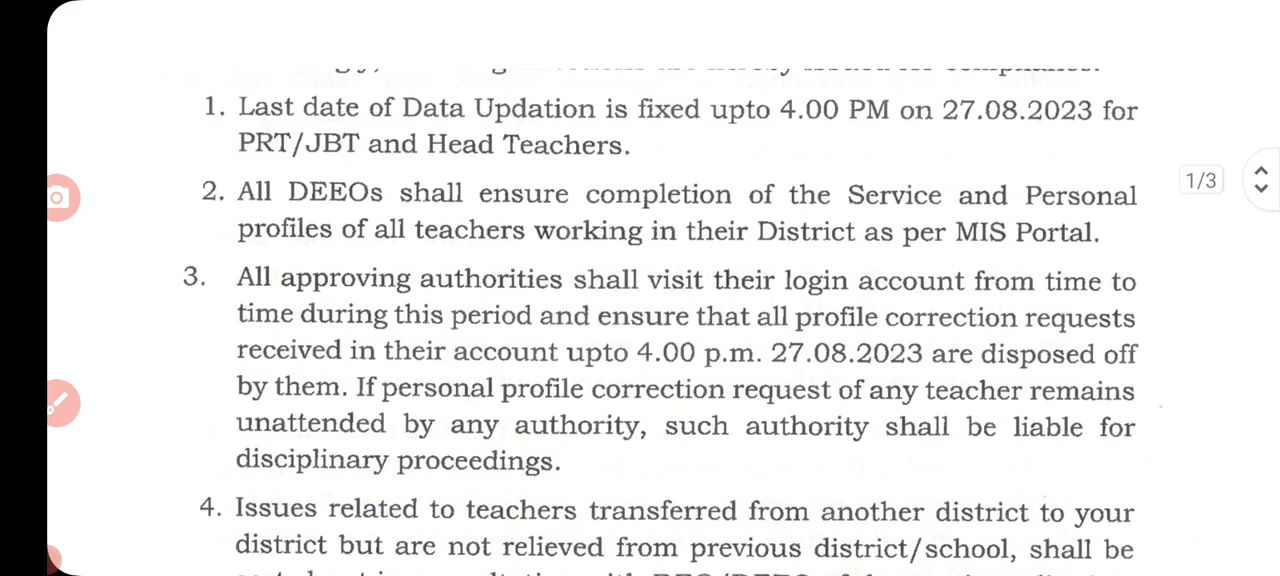 1. Last date of Data Updation is fixed upto 4.00 PM on 27.08.2023 for
PRT/JBT and Head Teachers.
1/3
2. All DEEOs shall ensure completion of the Service and Personal
profiles of all teachers working in their District as per MIS Portal.
3. All approving authorities shall visit their login account from time to
time during this period and ensure that all profile correction requests
received in their account upto 4.00 p.m. 27.08.2023 are disposed off
by them. If personal profile correction request of any teacher remains
unattended by any authority, such authority shall be liable for
disciplinary proceedings.
4. Issues related to teachers transferred from another district to your
district but are not relieved from previous district/school, shall be